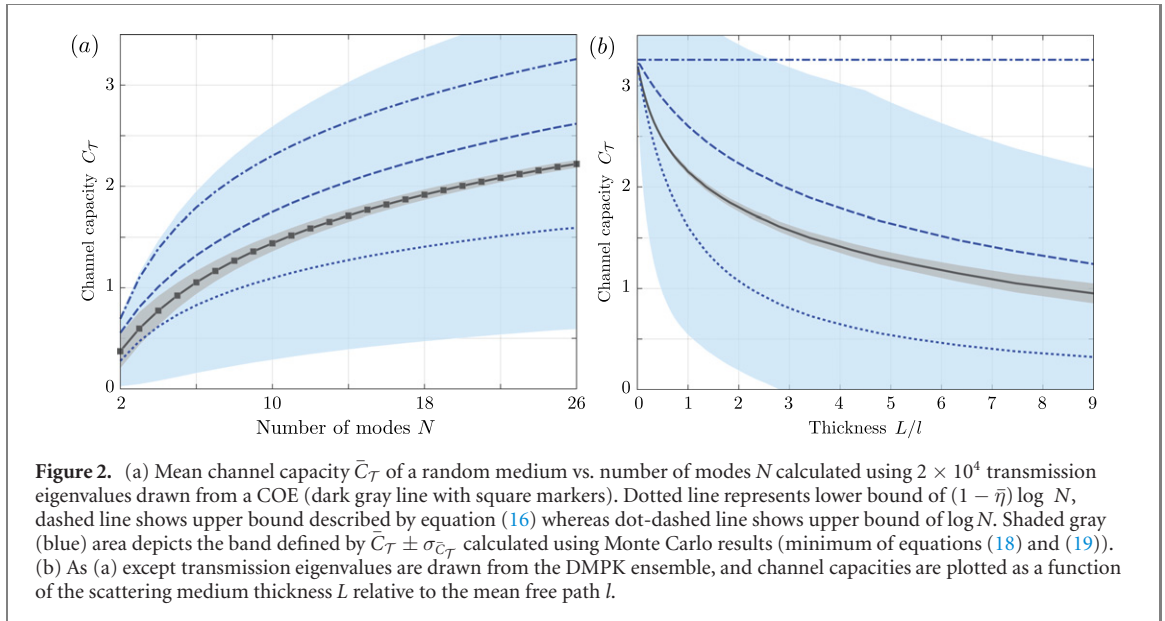 (a)
(b)
Channel capacity C_𝒯
3
2
1
0
2
10
18
26
Number of modes N
Channel capacity C_𝒯
3
2
1
0
0 1 2 3 4 5 6 7 8 9
Thickness L/l
Figure 2. (a) Mean channel capacity C̄_𝒯 of a random medium vs. number of modes N calculated using 2 × 10⁴ transmission
eigenvalues drawn from a COE (dark gray line with square markers). Dotted line represents lower bound of (1 − η̄) log N,
dashed line shows upper bound described by equation (16) whereas dot-dashed line shows upper bound of log N. Shaded gray
(blue) area depicts the band defined by C̄_𝒯 ± σ_C̄_𝒯 calculated using Monte Carlo results (minimum of equations (18) and (19)).
(b) As (a) except transmission eigenvalues are drawn from the DMPK ensemble, and channel capacities are plotted as a function
of the scattering medium thickness L relative to the mean free path l.